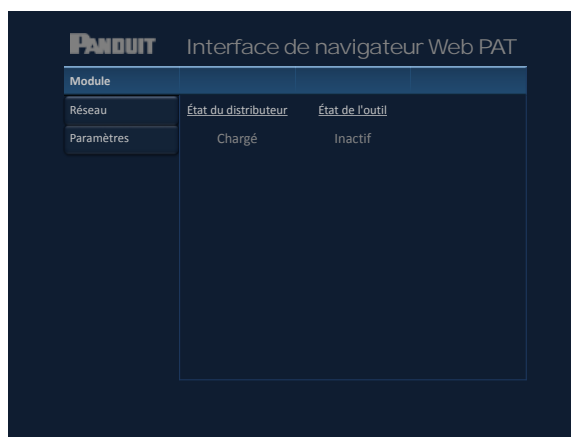 PANDUIT Interface de navigateur Web PAT
Module
Réseau État du distributeur État de l'outil
Paramètres Chargé Inactif